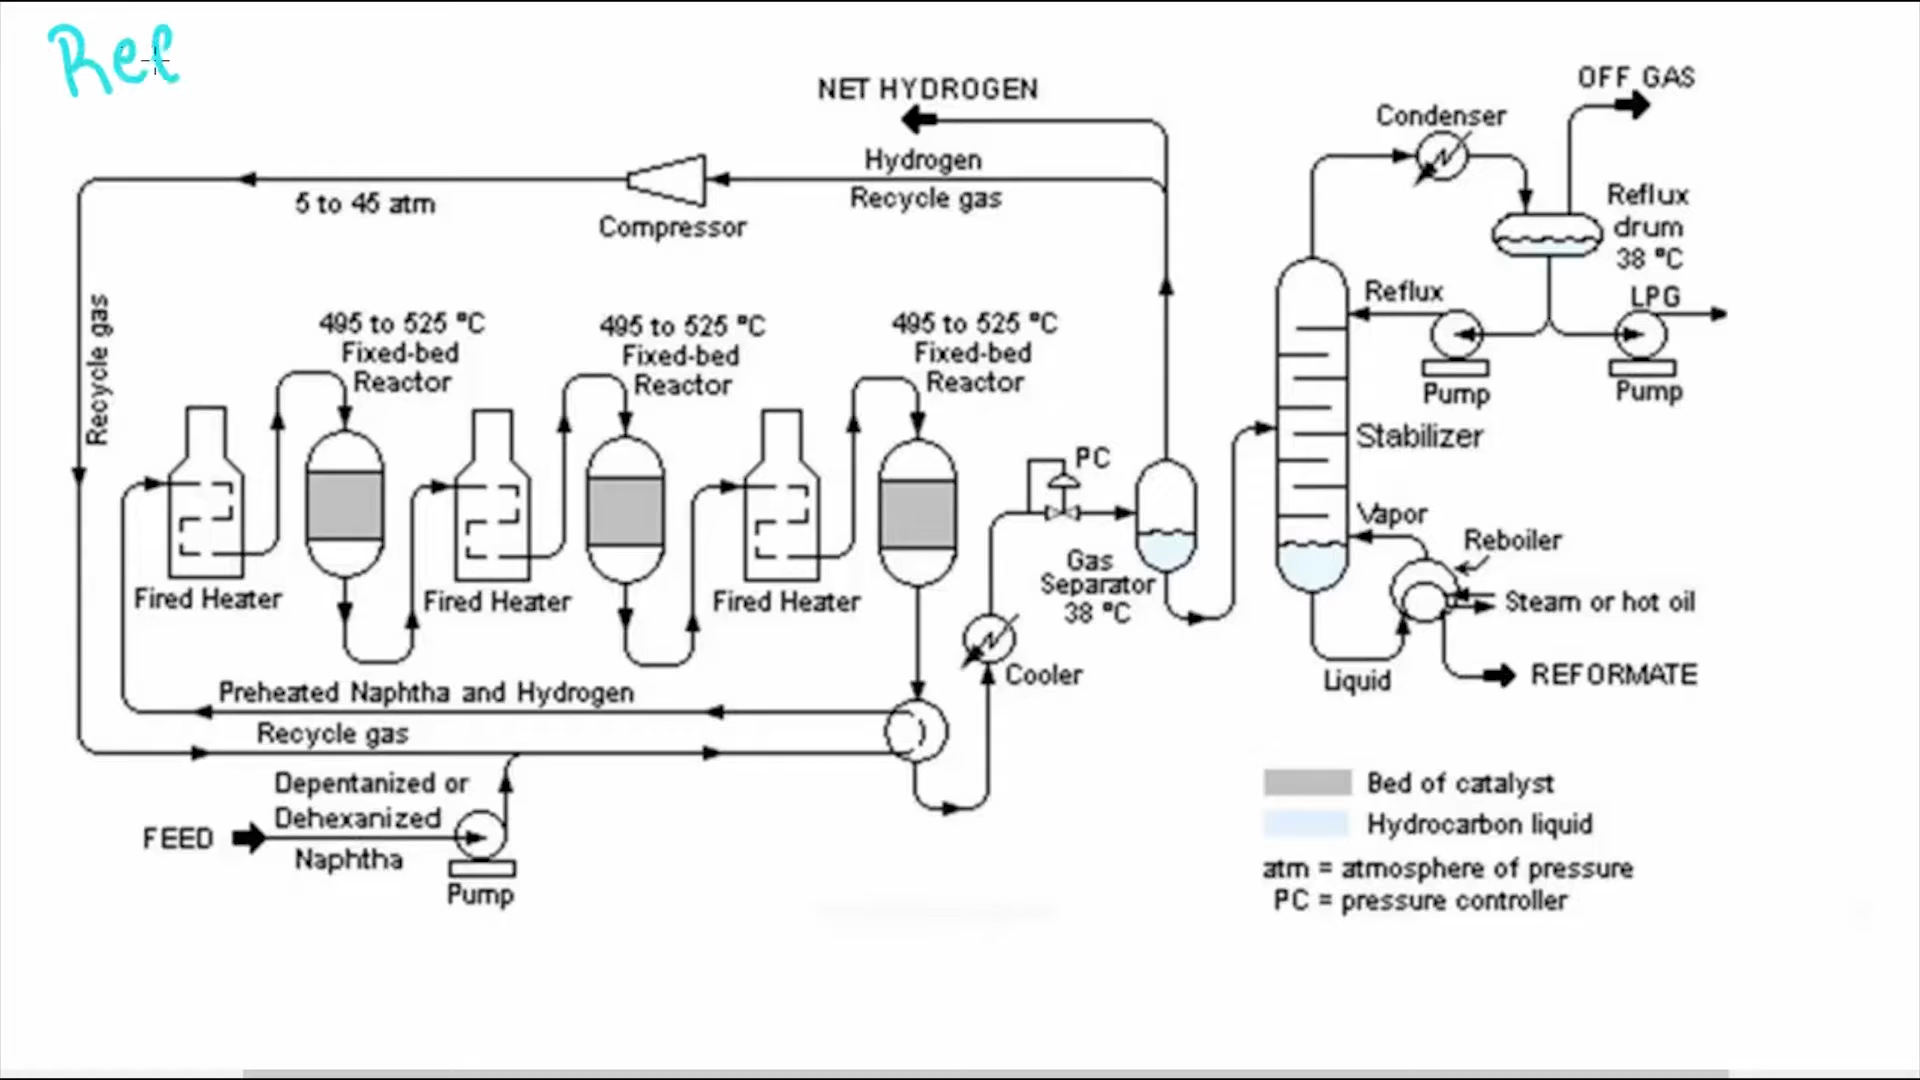 Ref
NET HYDROGEN
OFF GAS
Condenser
Hydrogen
Recycle gas
5 to 45 atm
Compressor
Reflux
drum
38 °C
Reflux
LPG
Pump
Pump
Recycle gas
495 to 525 °C
Fixed-bed
Reactor
495 to 525 °C
Fixed-bed
Reactor
495 to 525 °C
Fixed-bed
Reactor
Stabilizer
PC
Vapor
Reboiler
Gas
Separator
38 °C
Steam or hot oil
Fired Heater
Fired Heater
Fired Heater
Cooler
Liquid
REFORMATE
Preheated Naphtha and Hydrogen
Recycle gas
Depentanized or
Dehexanized
Naphtha
FEED
Pump
Bed of catalyst
Hydrocarbon liquid
atm = atmosphere of pressure
PC = pressure controller